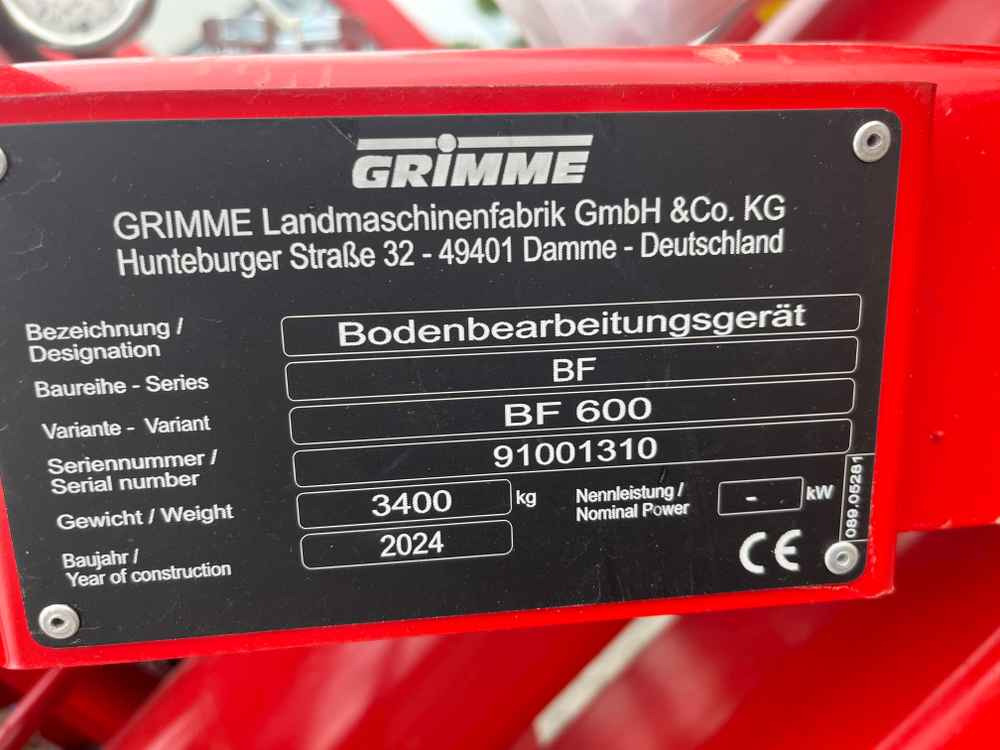 GRIMME
GRIMME Landmaschinenfabrik GmbH &Co. KG
Hunteburger Straße 32 - 49401 Damme - Deutschland
Bezeichnung /
Designation
Bodenbearbeitungsgerät
Baureihe - Series
BF
Variante - Variant
BF 600
Seriennummer /
Serial number
91001310
Gewicht / Weight
3400 kg
Nennleistung /
Nominal Power
- kW
Baujahr /
Year of construction
2024
CE
089.05281